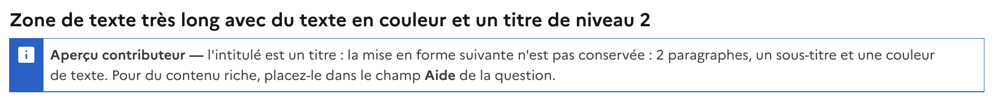 Zone de texte très long avec du texte en couleur et un titre de niveau 2
Aperçu contributeur — l'intitulé est un titre : la mise en forme suivante n'est pas conservée : 2 paragraphes, un sous-titre et une couleur
de texte. Pour du contenu riche, placez-le dans le champ Aide de la question.